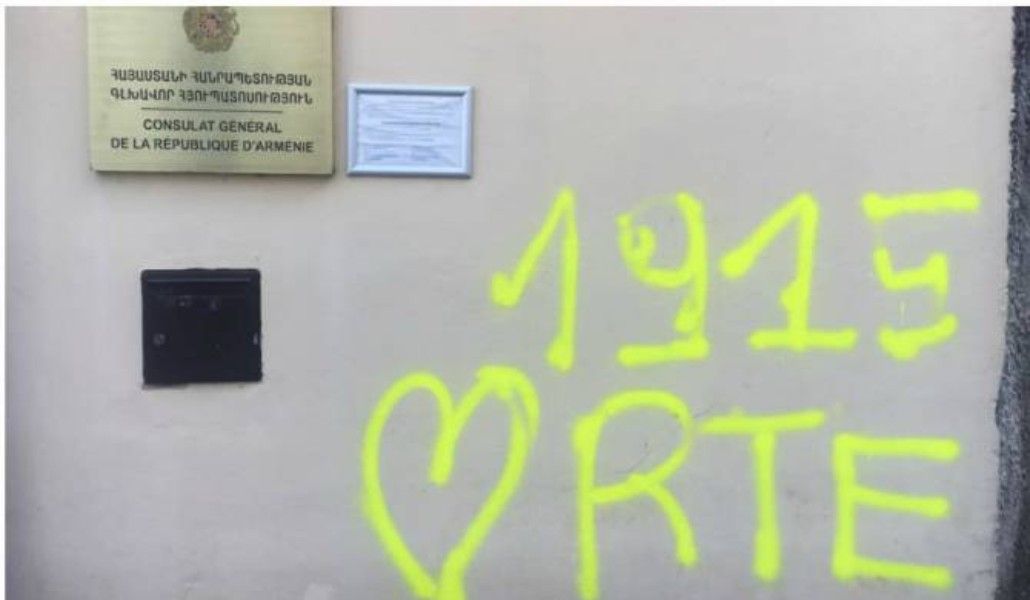 ՀԱՅԱՍՏԱՆԻ ՀԱՆՐԱՊԵՏՈՒԹՅԱՆ
ԳԼԽԱՎՈՐ ՀՅՈՒՊԱՏՈՍՈՒԹՅՈՒՆ
CONSULAT GÉNÉRAL
DE LA RÉPUBLIQUE D'ARMÉNIE
1915
♡ RTE